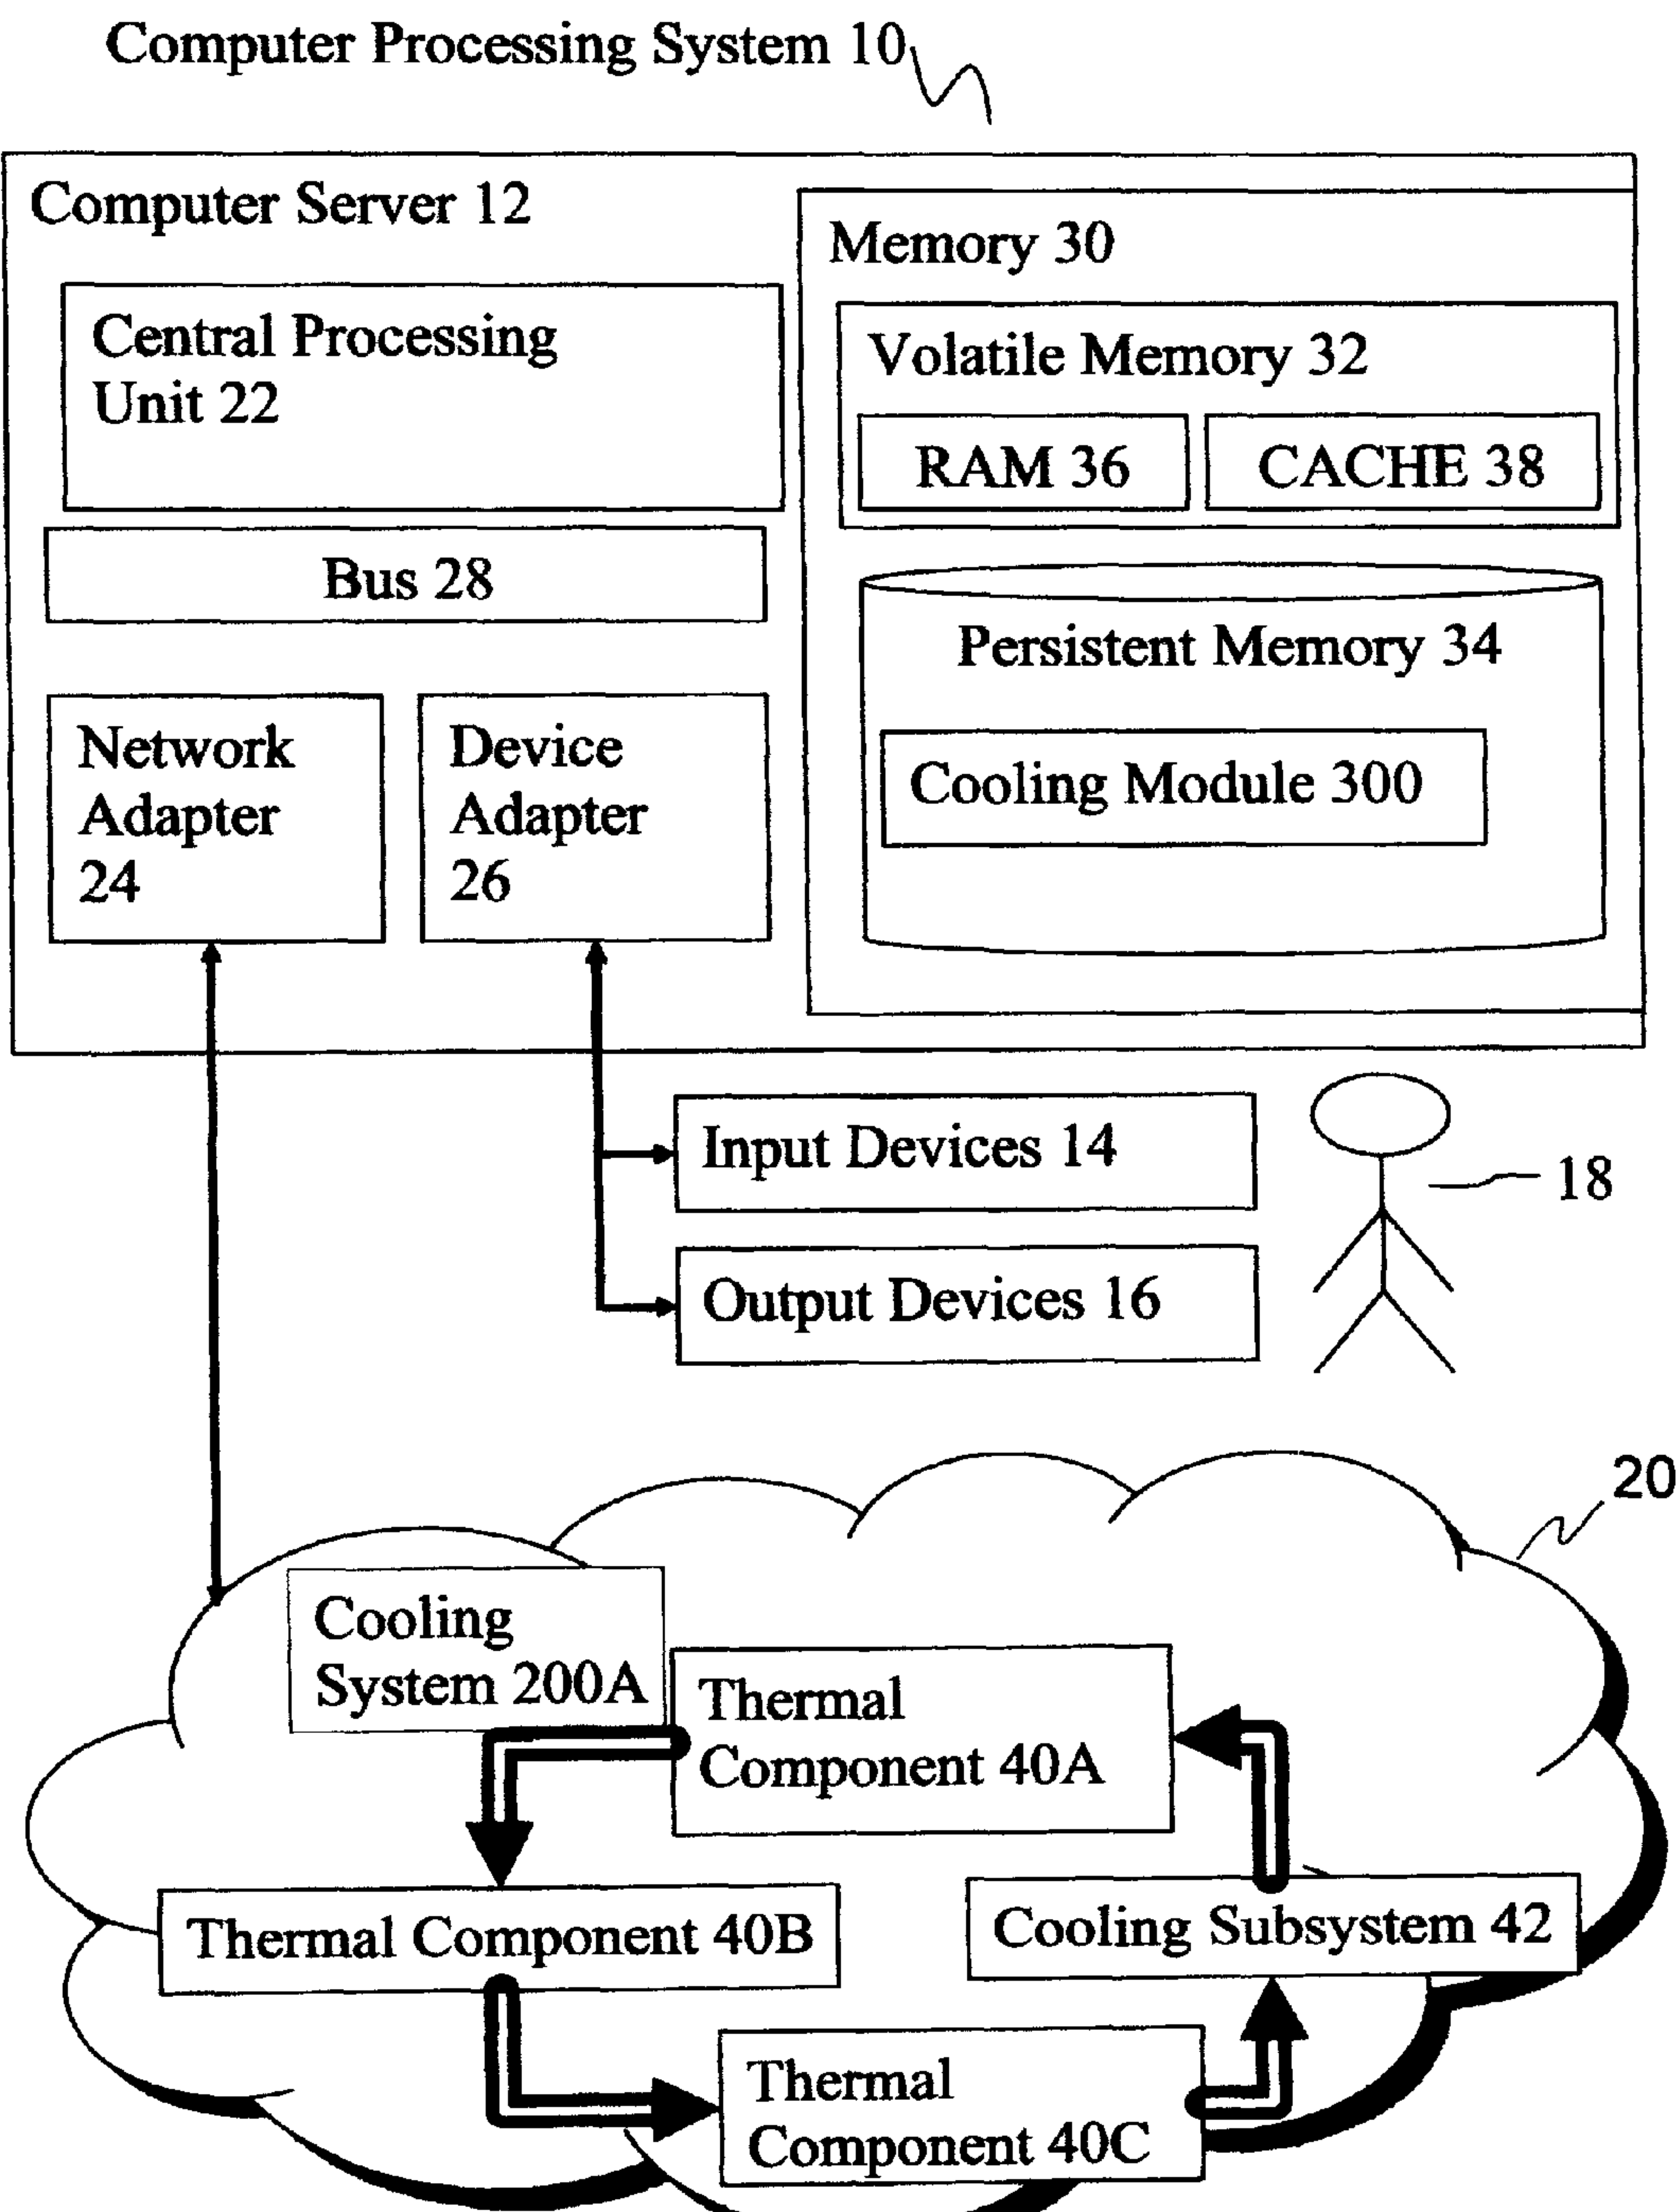 Computer Processing System 10
Computer Server 12
Central Processing
Unit 22
Bus 28
Network
Adapter
24
Device
Adapter
26
Memory 30
Volatile Memory 32
RAM 36
CACHE 38
Persistent Memory 34
Cooling Module 300
Input Devices 14
Output Devices 16
18
20
Cooling
System 200A
Thermal
Component 40A
Thermal Component 40B
Cooling Subsystem 42
Thermal
Component 40C